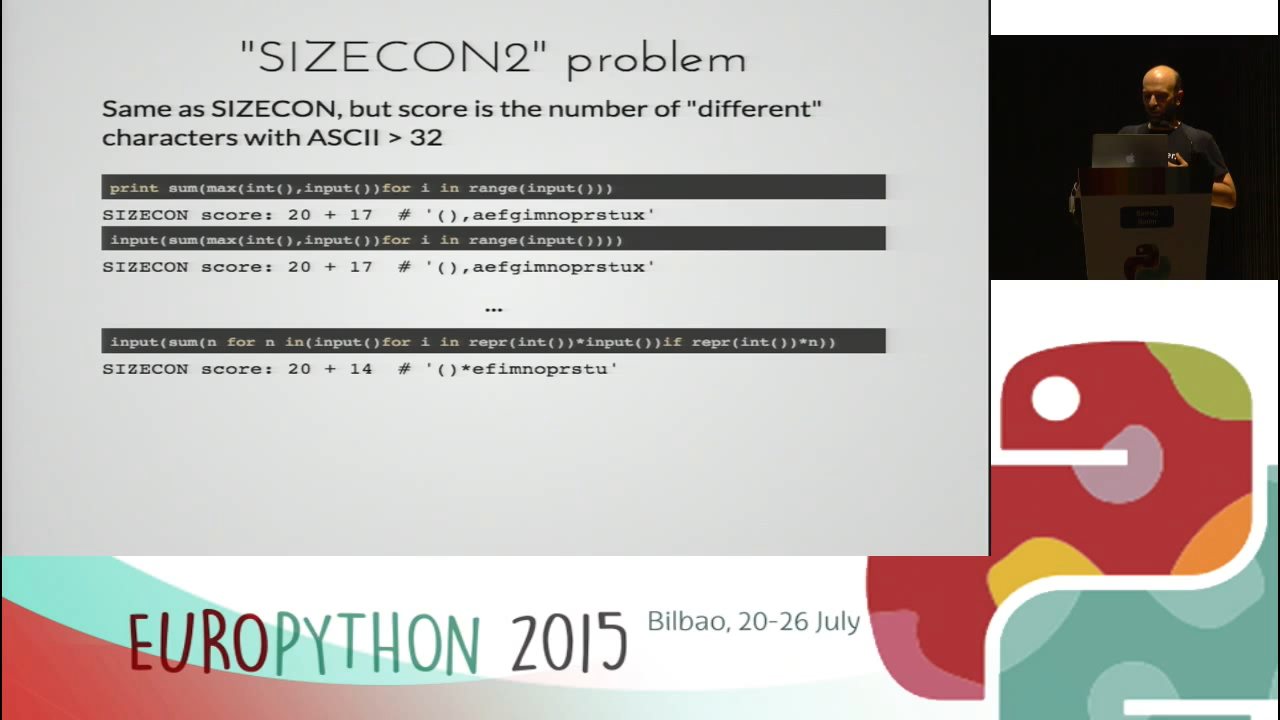 "SIZECON2" problem
Same as SIZECON, but score is the number of "different"
characters with ASCII > 32
print sum(max(int(),input())for i in range(input()))
SIZECON score: 20 + 17 # '(),aefgimnoprstux'
input(sum(max(int(),input())for i in range(input())))
SIZECON score: 20 + 17 # '(),aefgimnoprstux'
...
input(sum(n for n in(input()for i in repr(int())*input())if repr(int())*n))
SIZECON score: 20 + 14 # '()*efimnoprstu'
EUROPYTHON 2015
Bilbao, 20-26 July